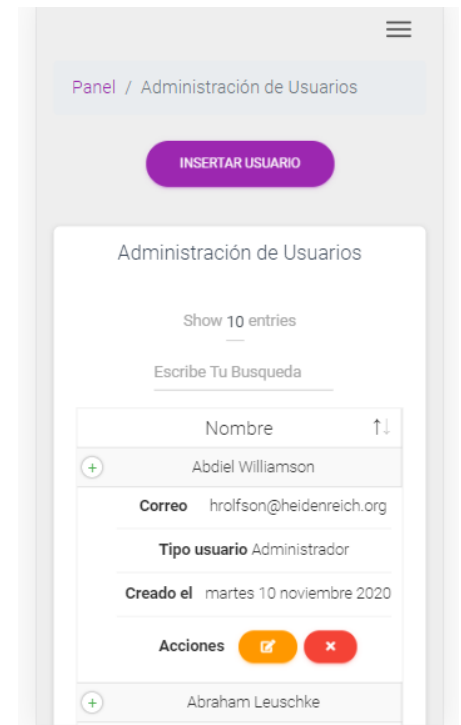 Panel / Administración de Usuarios
INSERTAR USUARIO
Administración de Usuarios
Show 10 entries
Escribe Tu Busqueda
Nombre
Abdiel Williamson
Correo hrolfson@heidenreich.org
Tipo usuario Administrador
Creado el martes 10 noviembre 2020
Acciones
Abraham Leuschke